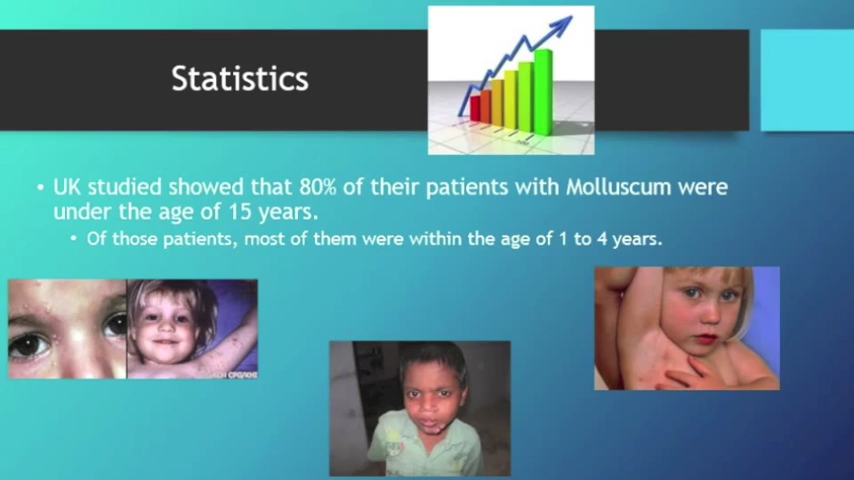 Statistics
• UK studied showed that 80% of their patients with Molluscum were
under the age of 15 years.
• Of those patients, most of them were within the age of 1 to 4 years.